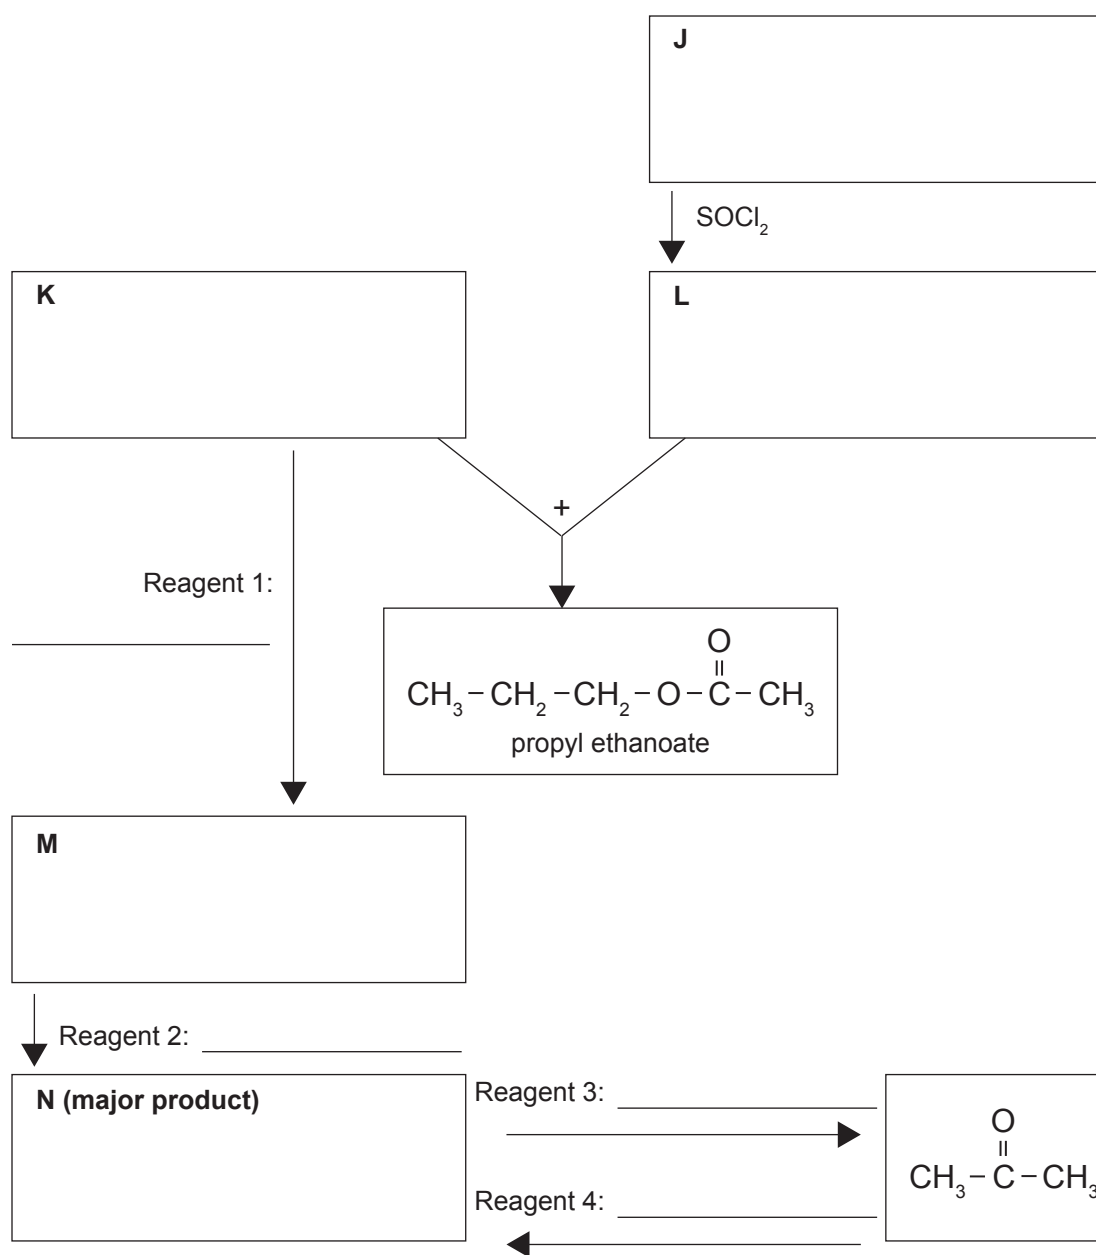 J
SOCl₂
K
L
+
Reagent 1:
O
CH₃–CH₂–CH₂–O–C–CH₃
propyl ethanoate
M
Reagent 2:
N (major product)
Reagent 3:
O
CH₃–C–CH₃
Reagent 4: